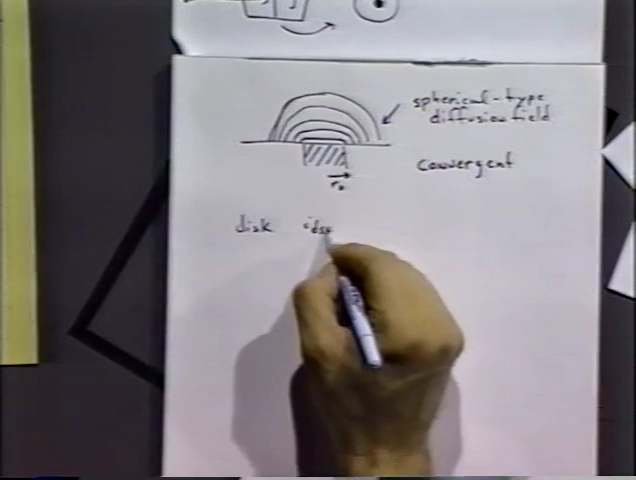 spherical-type
diffusion field
convergent
r₀
disk